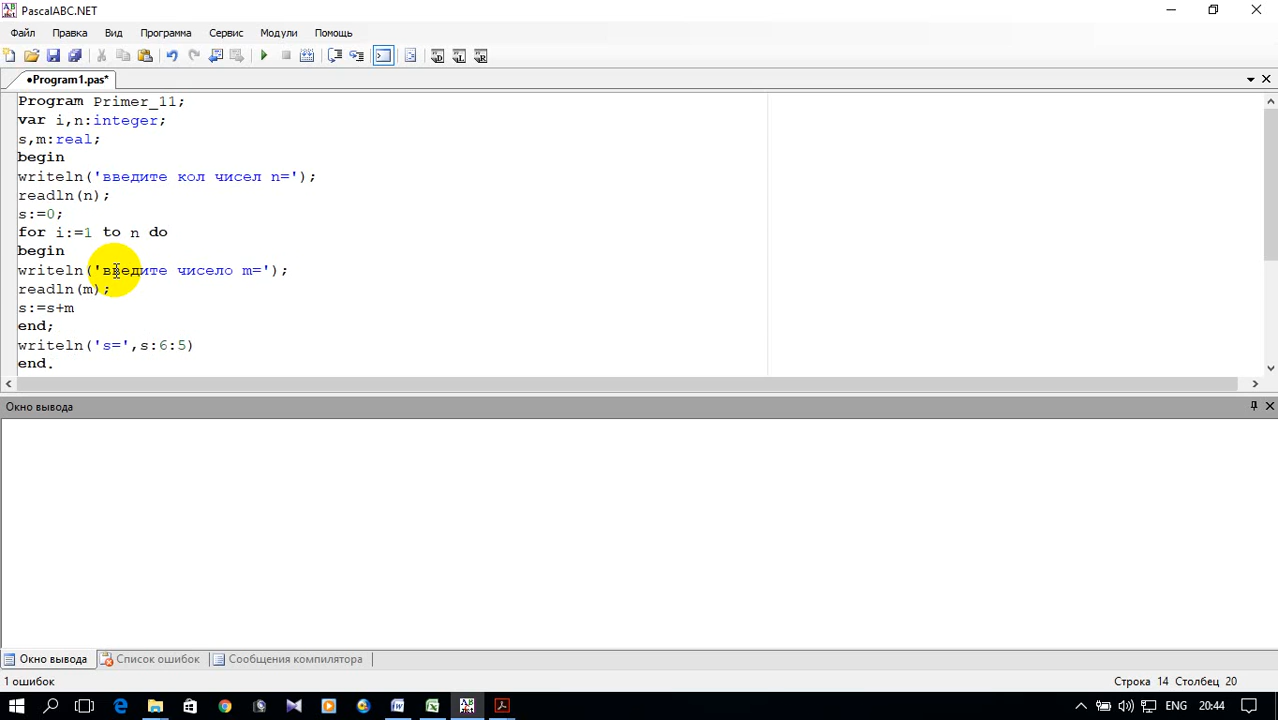 PascalABC.NET
Файл Правка Вид Программа Сервис Модули Помощь
•Program1.pas*
Program Primer_11;
var i,n:integer;
s,m:real;
begin
writeln('введите кол чисел n=');
readln(n);
s:=0;
for i:=1 to n do
begin
writeln('введите чисело m=');
readln(m);
s:=s+m
end;
writeln('s=',s:6:5)
end.
Окно вывода
Окно вывода Список ошибок Сообщения компилятора
1 ошибок Строка 14 Столбец 20
ENG 20:44